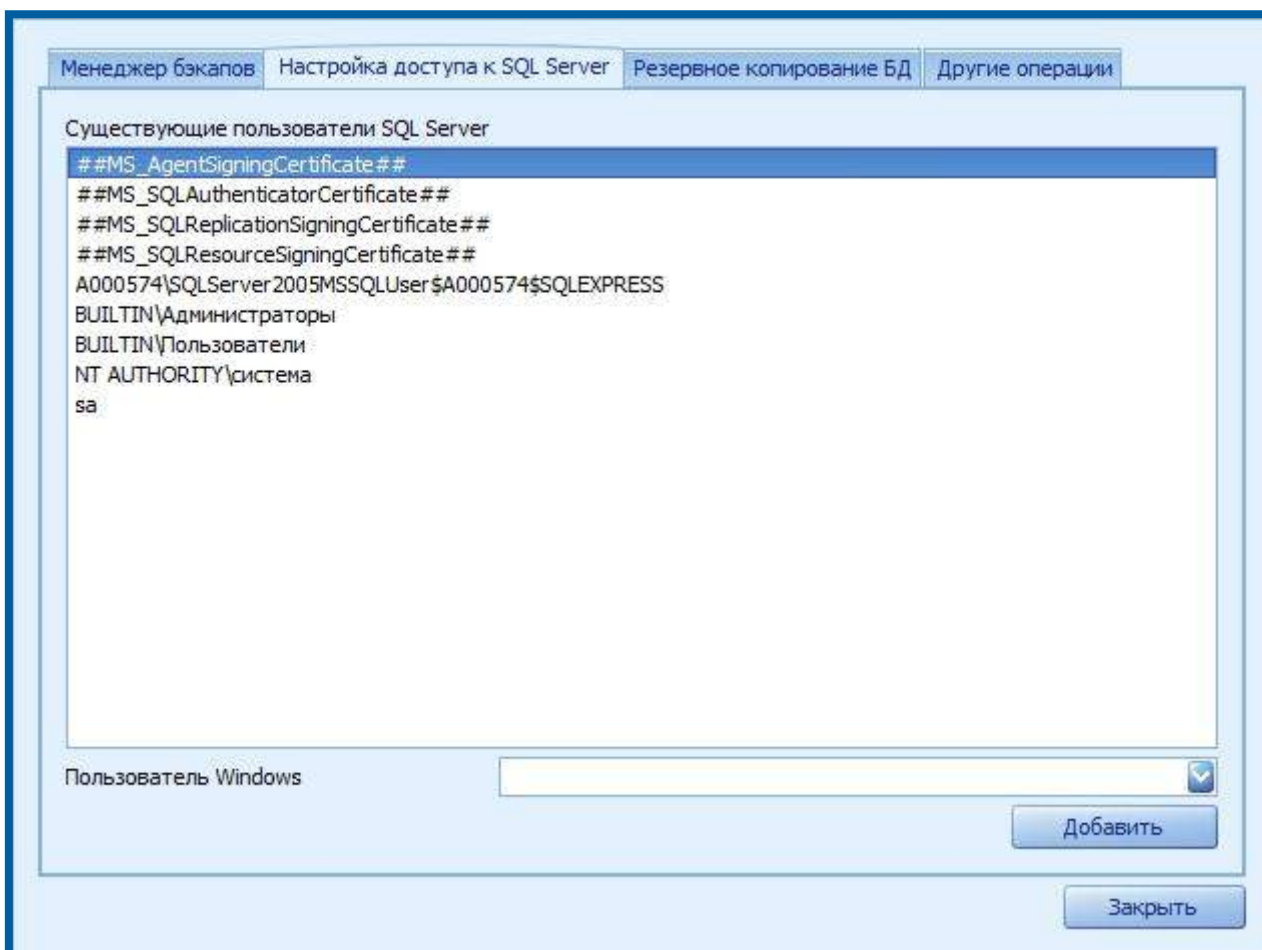 Менеджер бэкапов Настройка доступа к SQL Server Резервное копирование БД Другие операции
Существующие пользователи SQL Server
##MS_AgentSigningCertificate##
##MS_SQLAuthenticatorCertificate##
##MS_SQLReplicationSigningCertificate##
##MS_SQLResourceSigningCertificate##
A000574\SQLServer2005MSSQLUser$A000574$SQLEXPRESS
BUILTIN\Администраторы
BUILTIN\Пользователи
NT AUTHORITY\система
sa
Пользователь Windows
Добавить
Закрыть